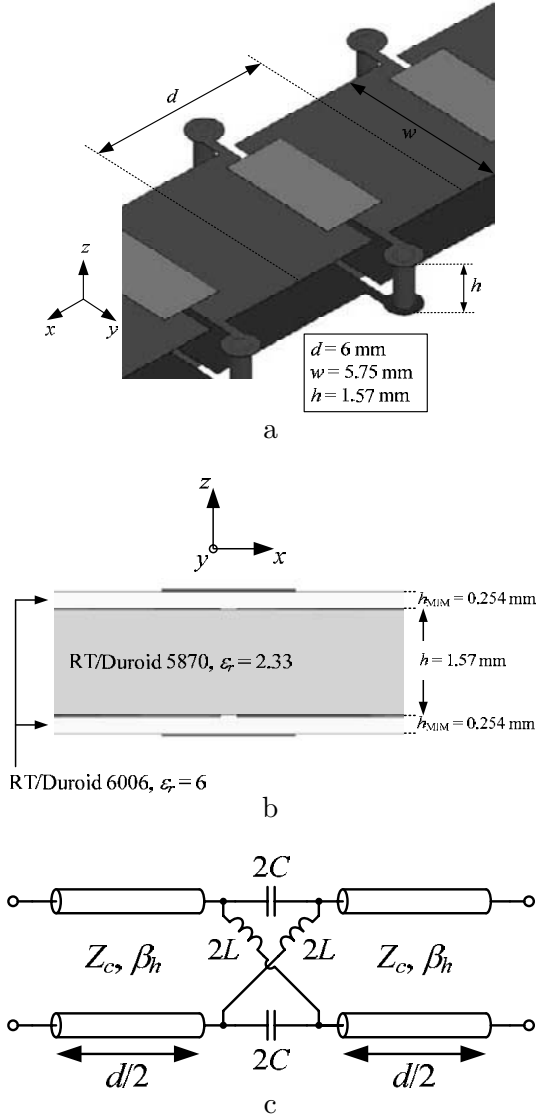 d
w
z
x
y
h
d = 6 mm
w = 5.75 mm
h = 1.57 mm
a
z
y
x
h_MIM = 0.254 mm
RT/Duroid 5870, ε_r = 2.33
h = 1.57 mm
h_MIM = 0.254 mm
RT/Duroid 6006, ε_r = 6
b
2C
2L
2L
Z_c, β_h
Z_c, β_h
2C
d/2
d/2
c